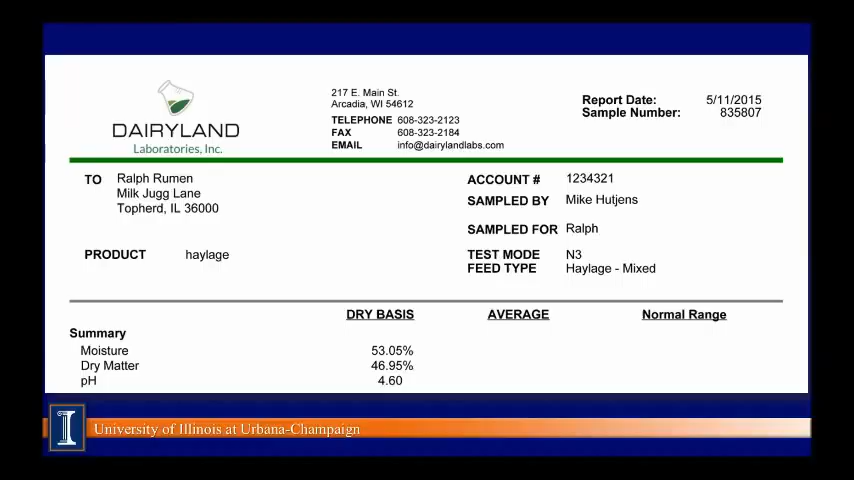 DAIRYLAND
Laboratories, Inc.
217 E. Main St.
Arcadia, WI 54612
TELEPHONE 608-323-2123
FAX 608-323-2184
EMAIL info@dairylandlabs.com
Report Date: 5/11/2015
Sample Number: 835807
TO Ralph Rumen
Milk Jugg Lane
Topherd, IL 36000
ACCOUNT # 1234321
SAMPLED BY Mike Hutjens
SAMPLED FOR Ralph
PRODUCT haylage
TEST MODE N3
FEED TYPE Haylage - Mixed
DRY BASIS AVERAGE Normal Range
Summary
Moisture 53.05%
Dry Matter 46.95%
pH 4.60
I
University of Illinois at Urbana-Champaign